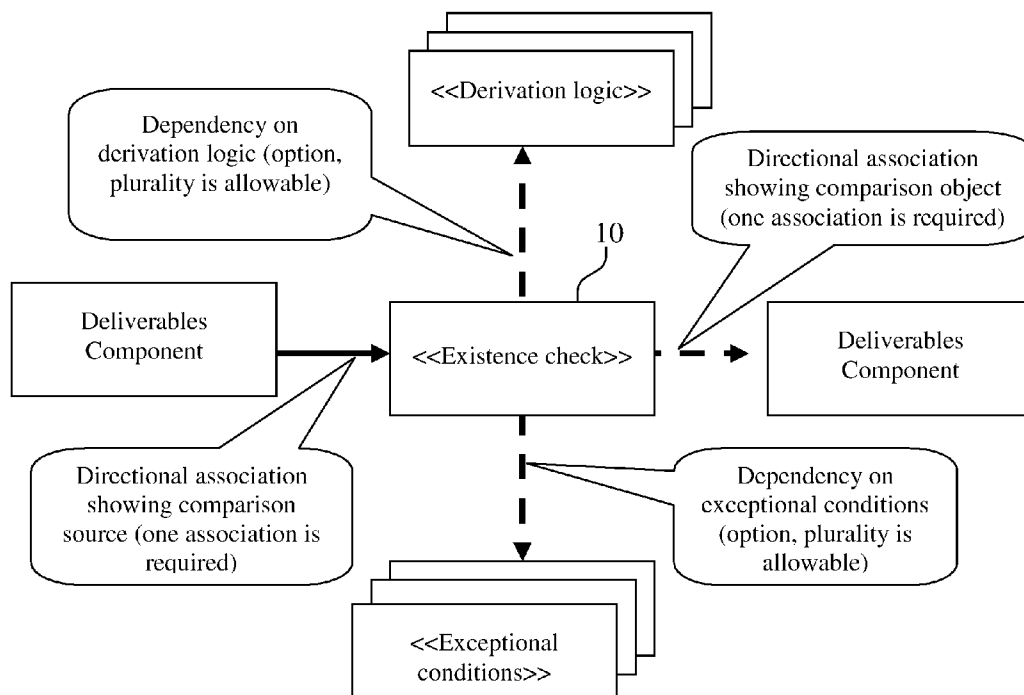 <<Derivation logic>>
Dependency on
derivation logic (option,
plurality is allowable)
Directional association
showing comparison object
(one association is required)
10
Deliverables
Component
<<Existence check>>
Deliverables
Component
Directional association
showing comparison
source (one association is
required)
Dependency on
exceptional conditions
(option, plurality is
allowable)
<<Exceptional
conditions>>